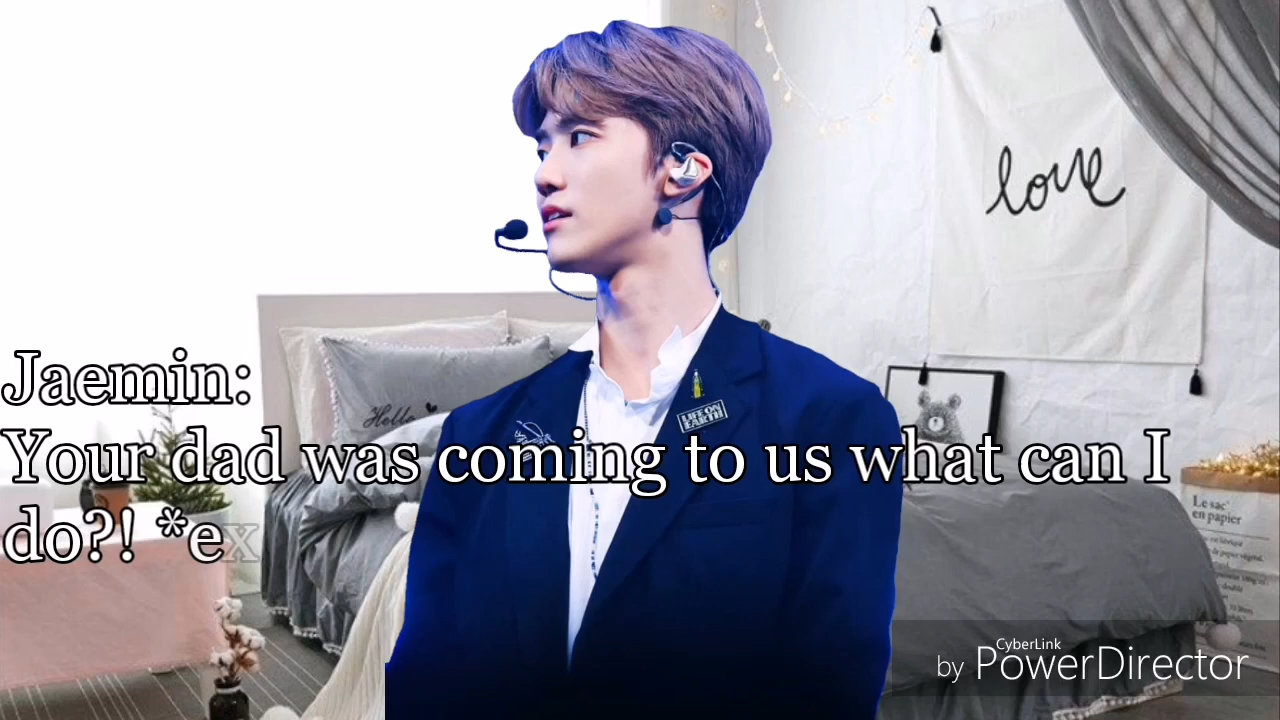 love
Hello
Jaemin:
Your dad was coming to us what can I
do?! *ex
LIFE ON
EARTH
Le sac
en papier
CyberLink
by PowerDirector